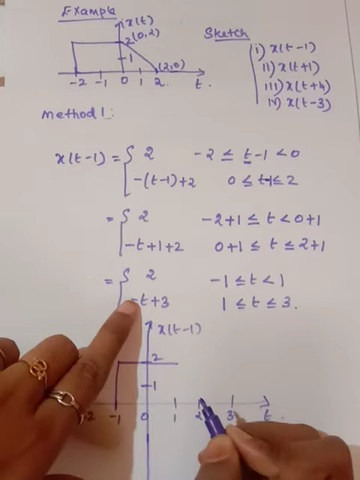 Example
x(t)
2 (0,2)
1
(2,0)
-2 -1 0 1 2 t.
Sketch
i) x(t-1)
ii) x(t+1)
iii) x(t+4)
iv) x(t-3)
Method 1:
x(t-1) = { 2 -2 ≤ t-1 < 0
-(t-1)+2 0 ≤ t-1 ≤ 2
= { 2 -2+1 ≤ t < 0+1
-t+1+2 0+1 ≤ t ≤ 2+1
= { 2 -1 ≤ t < 1
-t+3 1 ≤ t ≤ 3.
x(t-1)
2
1
-2 -1 0 1 2 3 t.